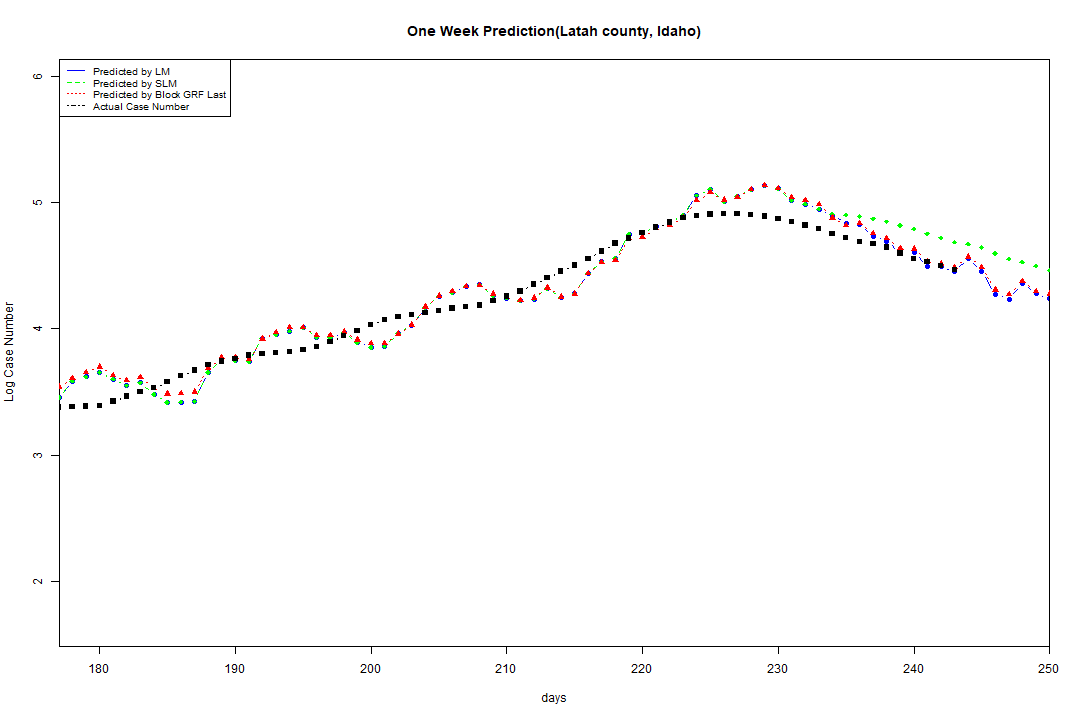 One Week Prediction(Latah county, Idaho)
Predicted by LM
Predicted by SLM
Predicted by Block GRF Last
Actual Case Number
Log Case Number
6
5
4
3
2
180 190 200 210 220 230 240 250
days